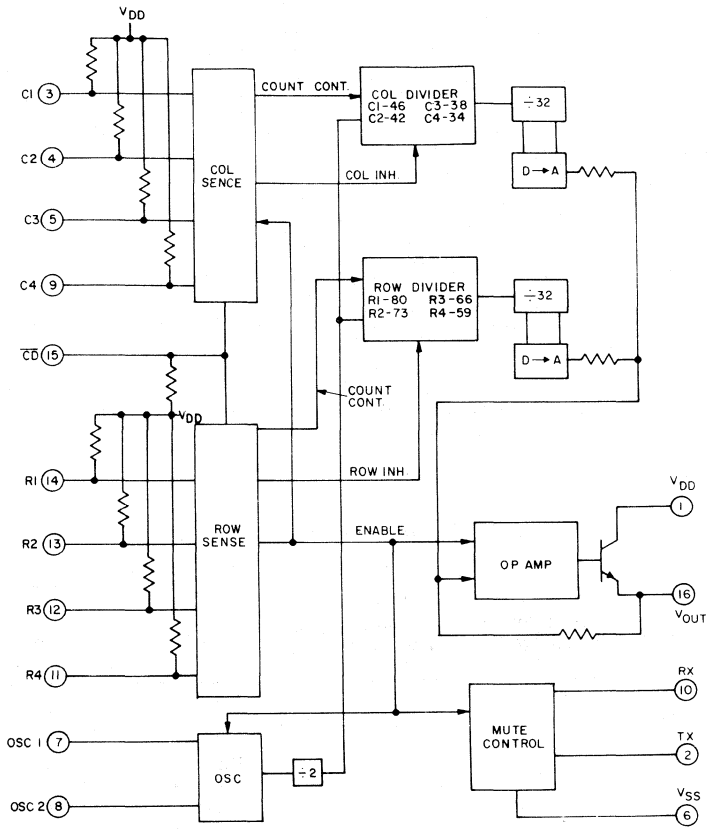 VDD
C1 3
C2 4
C3 5
C4 9
COL
SENCE
COUNT CONT.
COL INH.
COL DIVIDER
C1-46 C3-38
C2-42 C4-34
÷32
D→A
ROW DIVIDER
R1-80 R3-66
R2-73 R4-59
÷32
D→A
CD 15
COUNT
CONT.
VDD
R1 14
R2 13
R3 12
R4 11
ROW
SENSE
ROW INH.
ENABLE
OP AMP
VDD
1
16
VOUT
OSC 1 7
OSC 2 8
OSC
÷2
MUTE
CONTROL
RX
10
TX
2
VSS
6